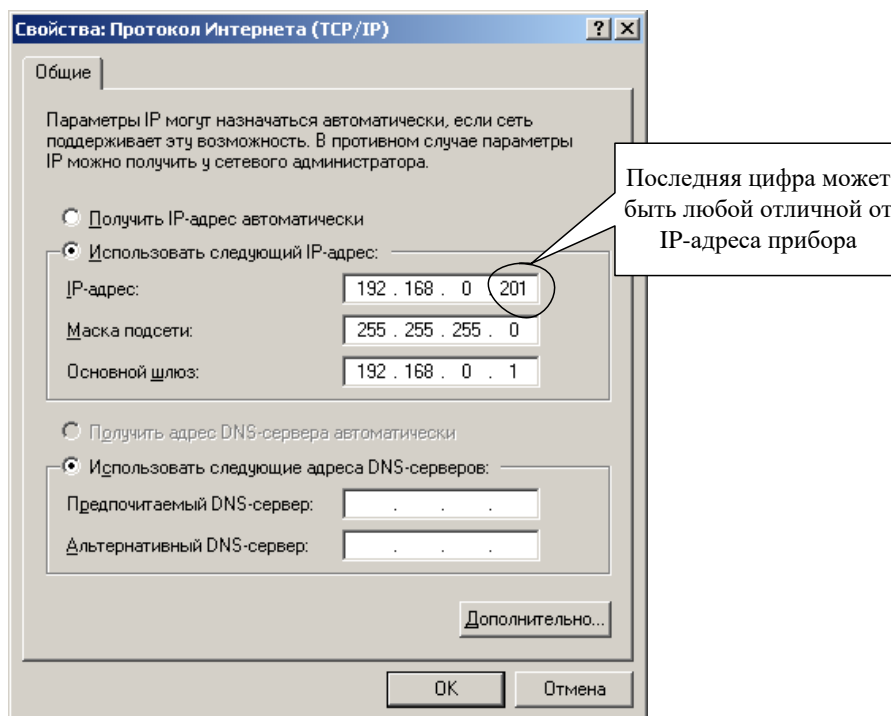 Свойства: Протокол Интернета (TCP/IP)
Общие
Параметры IP могут назначаться автоматически, если сеть
поддерживает эту возможность. В противном случае параметры
IP можно получить у сетевого администратора.
Последняя цифра может
быть любой отличной от
IP-адреса прибора
Получить IP-адрес автоматически
Использовать следующий IP-адрес:
IP-адрес: 192 . 168 . 0 . 201
Маска подсети: 255 . 255 . 255 . 0
Основной шлюз: 192 . 168 . 0 . 1
Получить адрес DNS-сервера автоматически
Использовать следующие адреса DNS-серверов:
Предпочитаемый DNS-сервер: . . .
Альтернативный DNS-сервер: . . .
Дополнительно...
OK Отмена